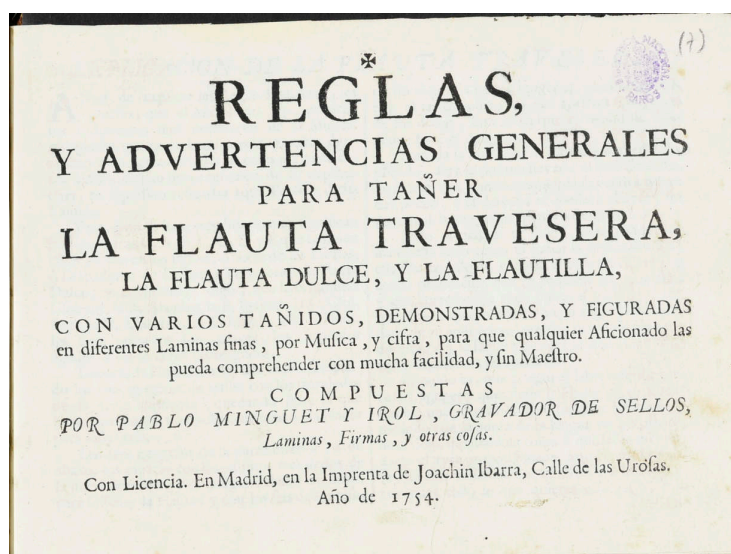 (7)
✠
REGLAS,
Y ADVERTENCIAS GENERALES
PARA TAÑER
LA FLAUTA TRAVESERA,
LA FLAUTA DULCE, Y LA FLAUTILLA,
CON VARIOS TAÑIDOS, DEMONSTRADAS, Y FIGURADAS
en diferentes Laminas finas, por Musica, y cifra, para que qualquier Aficionado las
pueda comprehender con mucha facilidad, y sin Maestro.
COMPUESTAS
POR PABLO MINGUET Y IROL, GRAVADOR DE SELLOS,
Laminas, Firmas, y otras cosas.
Con Licencia. En Madrid, en la Imprenta de Joachin Ibarra, Calle de las Urosas.
Año de 1754.